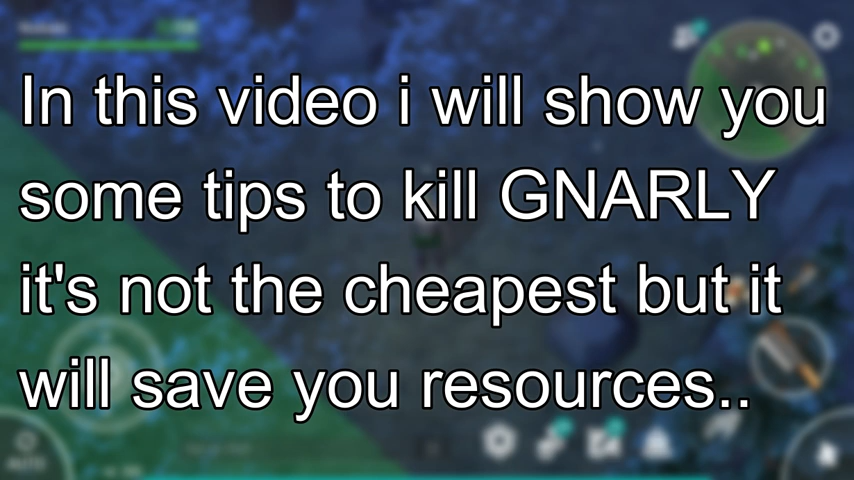 In this video i will show you
some tips to kill GNARLY
it's not the cheapest but it
will save you resources..
AUTO